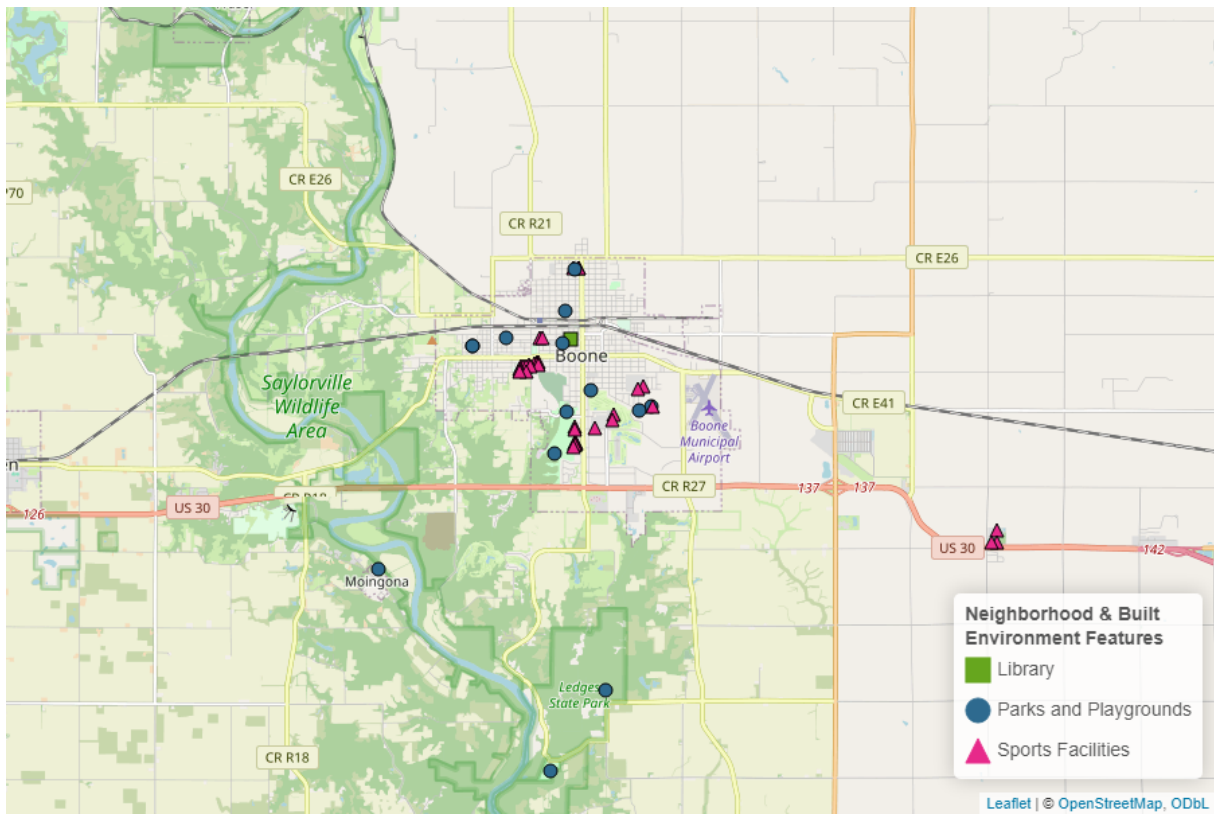 CR E26
P70
CR R21
CR E26
Boone
Saylorville
Wildlife
Area
CR E41
Boone
Municipal
Airport
en
CR R27
137
137
126
US 30
US 30
142
Moingona
Ledges
State Park
CR R18
Neighborhood & Built
Environment Features
Library
Parks and Playgrounds
Sports Facilities
Leaflet | © OpenStreetMap, ODbL